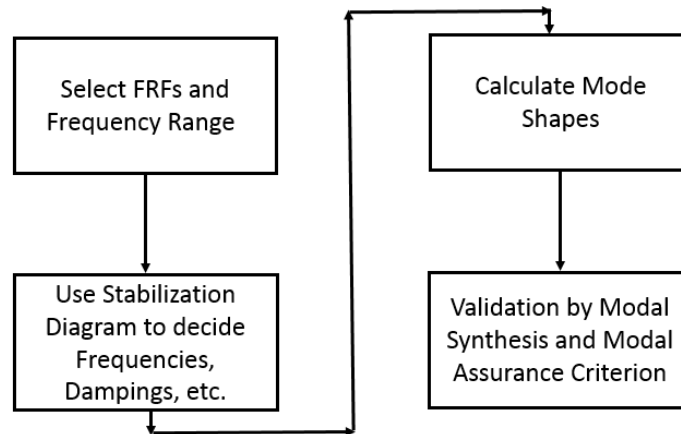 Select FRFs and
Frequency Range
Use Stabilization
Diagram to decide
Frequencies,
Dampings, etc.
Calculate Mode
Shapes
Validation by Modal
Synthesis and Modal
Assurance Criterion